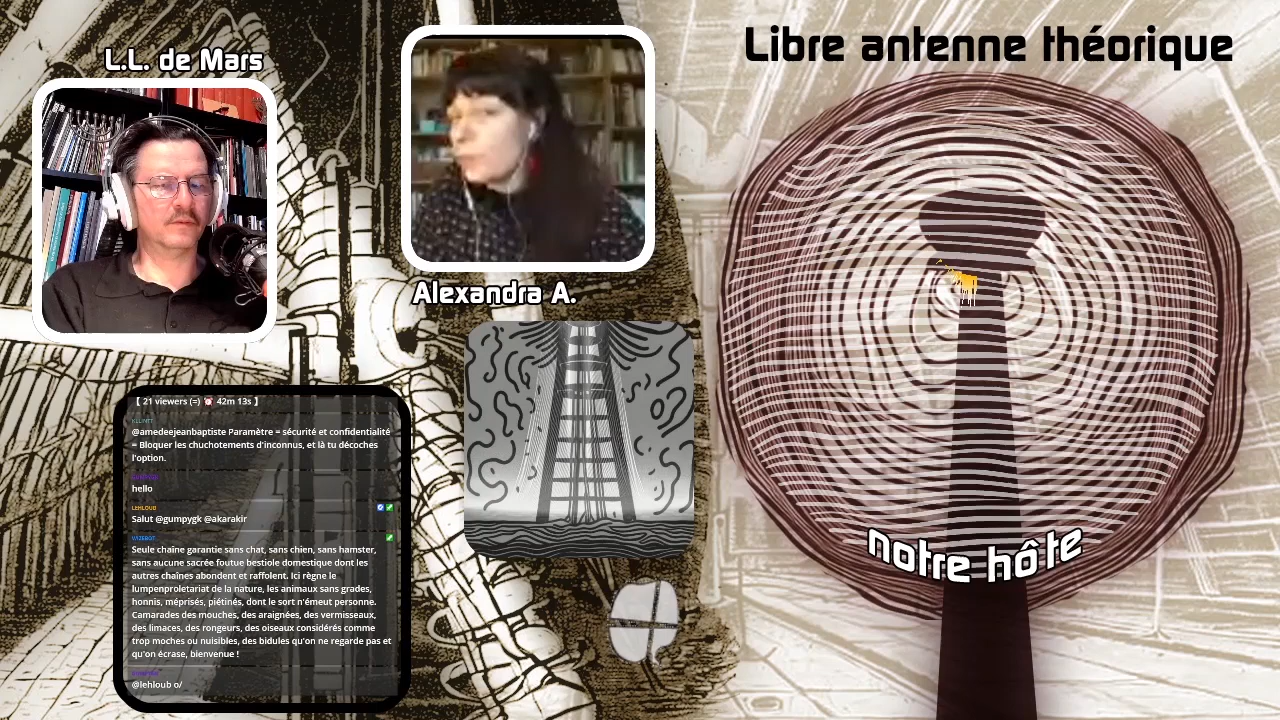 L.L. de Mars
Libre antenne théorique
Alexandra A.
【 21 viewers (=) ⏰ 42m 13s 】
@amedeejeanbaptiste Paramètre = sécurité et confidentialité
= Bloquer les chuchotements d'inconnus, et là tu décoches
l'option.
hello
LEHLOUB
Salut @gumpygk @akarakir
WIZEBOT
Seule chaîne garantie sans chat, sans chien, sans hamster,
sans aucune sacrée foutue bestiole domestique dont les
autres chaînes abondent et raffolent. Ici règne le
lumpenproletariat de la nature, les animaux sans grades,
honnis, méprisés, piétinés, dont le sort n'émeut personne.
Camarades des mouches, des araignées, des vermisseaux,
des limaces, des rongeurs, des oiseaux considérés comme
trop moches ou nuisibles, des bidules qu'on ne regarde pas et
qu'on écrase, bienvenue !
@lehloub o/
notre hôte